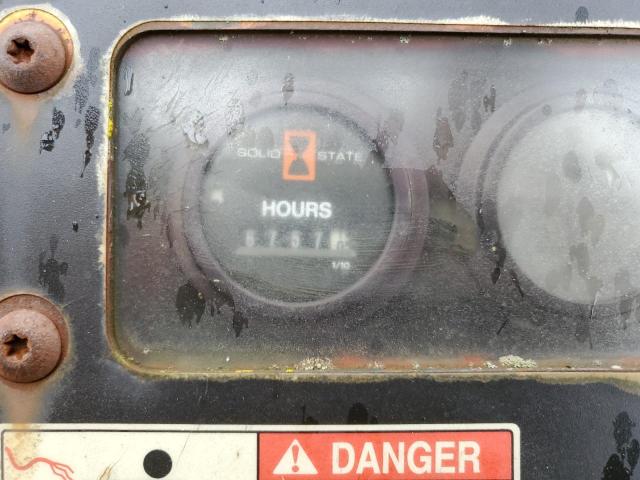 SOLID STATE
HOURS
1/10
DANGER